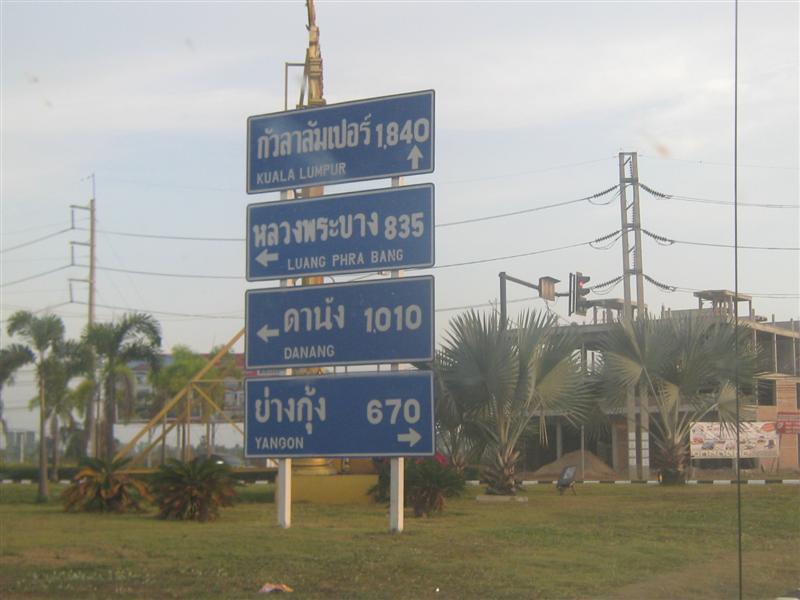 กัวลาลัมเปอร์ 1,840
KUALA LUMPUR
หลวงพระบาง 835
LUANG PHRA BANG
ดานัง 1,010
DANANG
ย่างกุ้ง 670
YANGON